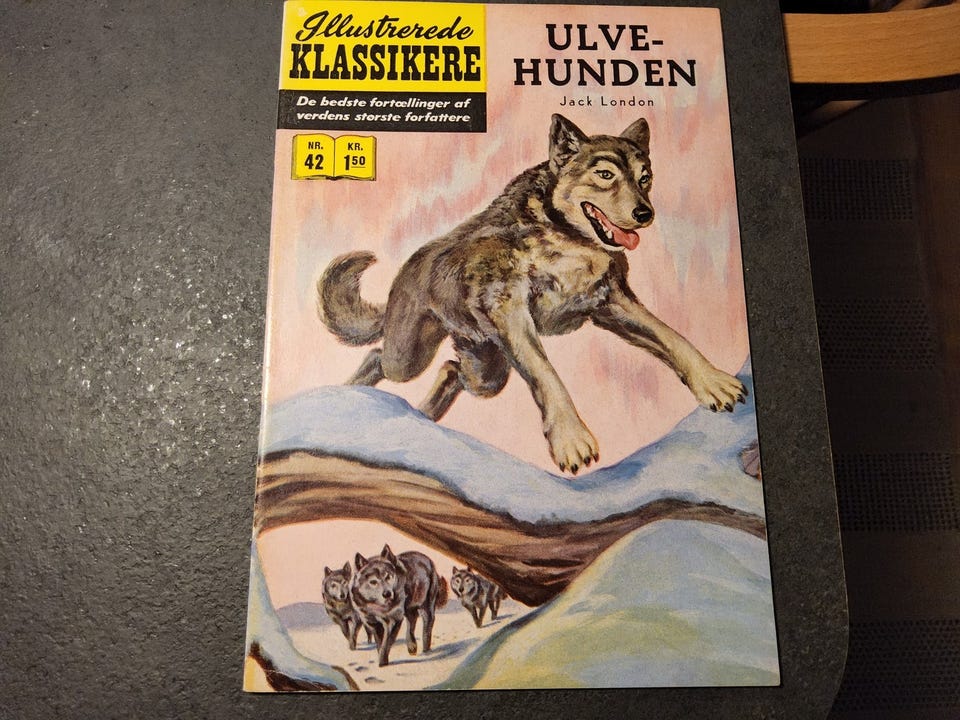 Illustrerede
KLASSIKERE
De bedste fortællinger af
verdens største forfattere
NR.
42
KR.
1 50
ULVE-
HUNDEN
Jack London